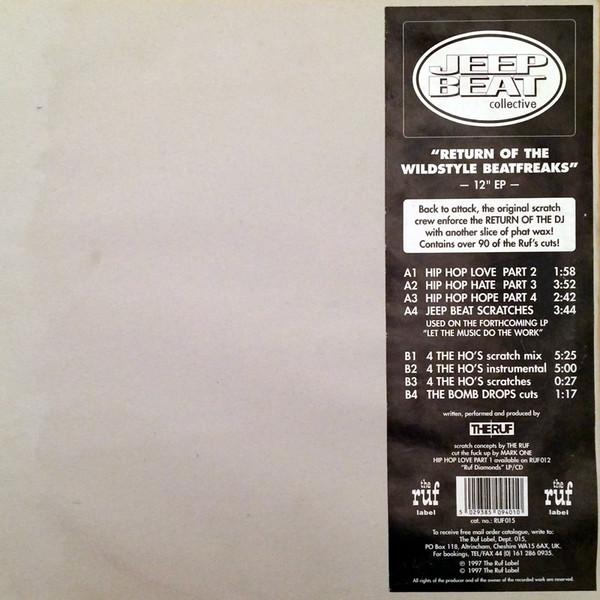 JEEP
BEAT
collective
"RETURN OF THE
WILDSTYLE BEATFREAKS"
— 12" EP —
Back to attack, the original scratch
crew enforce the RETURN OF THE DJ
with another slice of phat wax!
Contains over 90 of the Ruf's cuts!
A1 HIP HOP LOVE PART 2 1:58
A2 HIP HOP HATE PART 3 3:52
A3 HIP HOP HOPE PART 4 2:42
A4 JEEP BEAT SCRATCHES 3:44
USED ON THE FORTHCOMING LP
"LET THE MUSIC DO THE WORK"
B1 4 THE HO'S scratch mix 5:25
B2 4 THE HO'S instrumental 5:00
B3 4 THE HO'S scratches 0:27
B4 THE BOMB DROPS cuts 1:17
written, performed and produced by
THERUF
scratch concepts by THE RUF
cut the fuck up by MARK ONE
HIP HOP LOVE PART 1 available on RUF012
"Ruf Diamonds" LP/CD
the ruf label
the ruf label
5 029385 094010
cat. no.: RUF015
To receive free mail order catalogue, write to:
The Ruf Label, Dept. 015,
PO Box 118, Altrincham, Cheshire WA15 6AX, UK.
For bookings, TEL/FAX 44 (0) 161 286 0935.
℗ 1997 The Ruf Label
© 1997 The Ruf Label
All rights of the producer and of the owner of the recorded work are reserved.